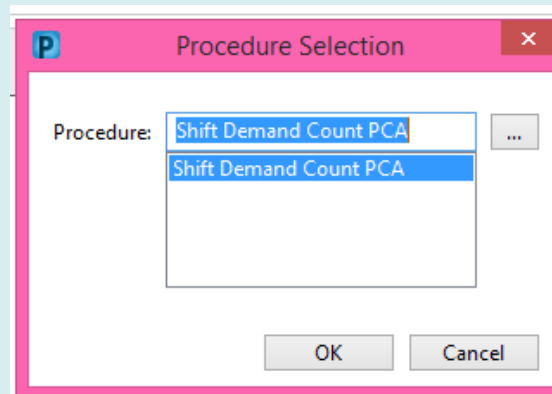 P
Procedure Selection
×
Procedure: Shift Demand Count PCA ...
Shift Demand Count PCA
OK Cancel